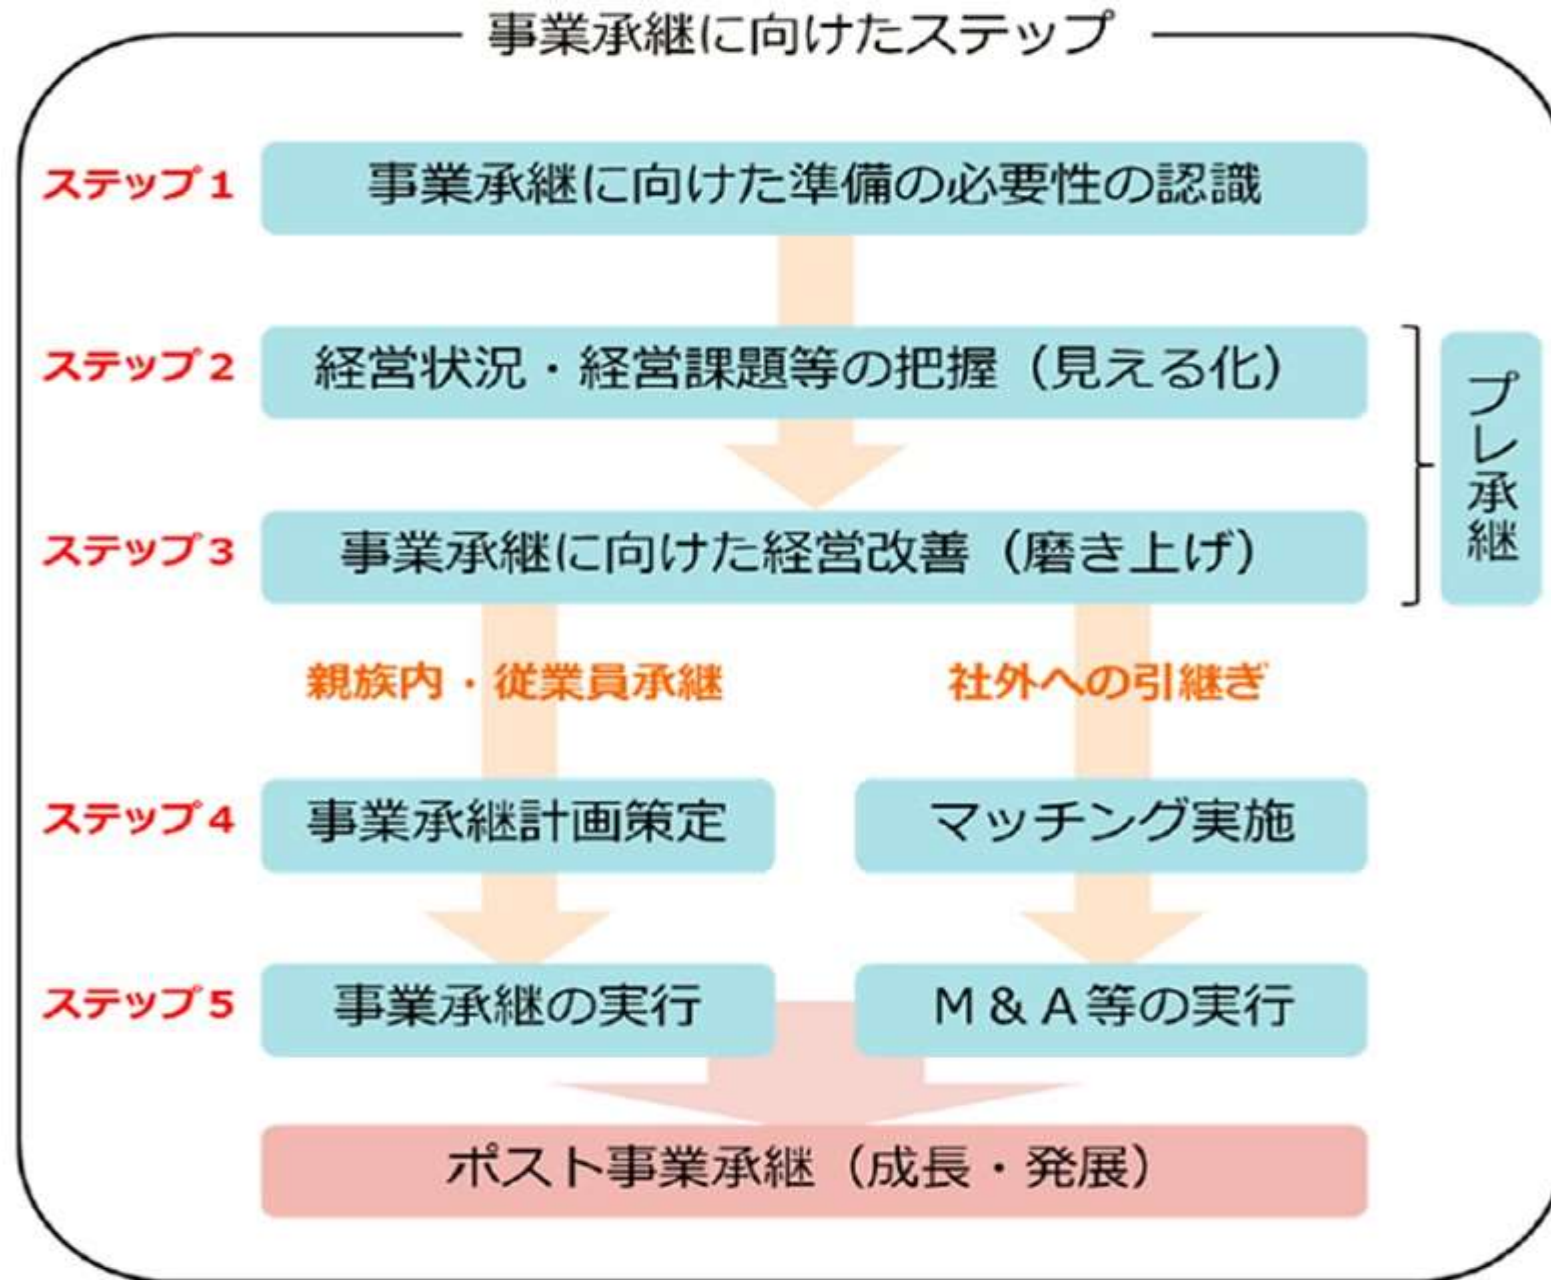 事業承継に向けたステップ
ステップ１
事業承継に向けた準備の必要性の認識
ステップ２
経営状況・経営課題等の把握（見える化）
プレ承継
ステップ３
事業承継に向けた経営改善（磨き上げ）
親族内・従業員承継
社外への引継ぎ
ステップ４
事業承継計画策定
マッチング実施
ステップ５
事業承継の実行
Ｍ＆Ａ等の実行
ポスト事業承継（成長・発展）